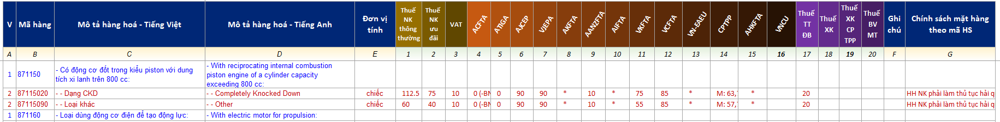 V Mã hàng Mô tả hàng hoá - Tiếng Việt Mô tả hàng hoá - Tiếng Anh Đơn vị tính Thuế NK thông thường Thuế NK ưu đãi VAT ACFTA ATIGA AJCEP VJEPA AKFTA AANZFTA AIFTA VKFTA VCFTA VN-EAEU CPTPP AHKFTA VNCU Thuế TT ĐB Thuế XK Thuế XK CP TPP Thuế BV MT Ghi chú Chính sách mặt hàng theo mã HS
A B C D E 1 2 3 4 5 6 7 8 9 10 11 12 13 14 15 16 17 18 19 20 F G
1 871150 - Có động cơ đốt trong kiểu piston với dung tích xi lanh trên 800 cc: - With reciprocating internal combustion piston engine of a cylinder capacity exceeding 800 cc:
2 87115020 - - Dạng CKD - - Completely Knocked Down chiếc 112.5 75 10 0 (-BN 0 90 90 * 10 * 75 85 * M: 63, * 20 HH NK phải làm thủ tục hải q
2 87115090 - - Loại khác - - Other chiếc 60 40 10 0 (-BN 0 90 90 * 10 * 55 85 * M: 57, * 20 HH NK phải làm thủ tục hải q
1 871160 - Loại dùng động cơ điện để tạo động lực: - With electric motor for propulsion: